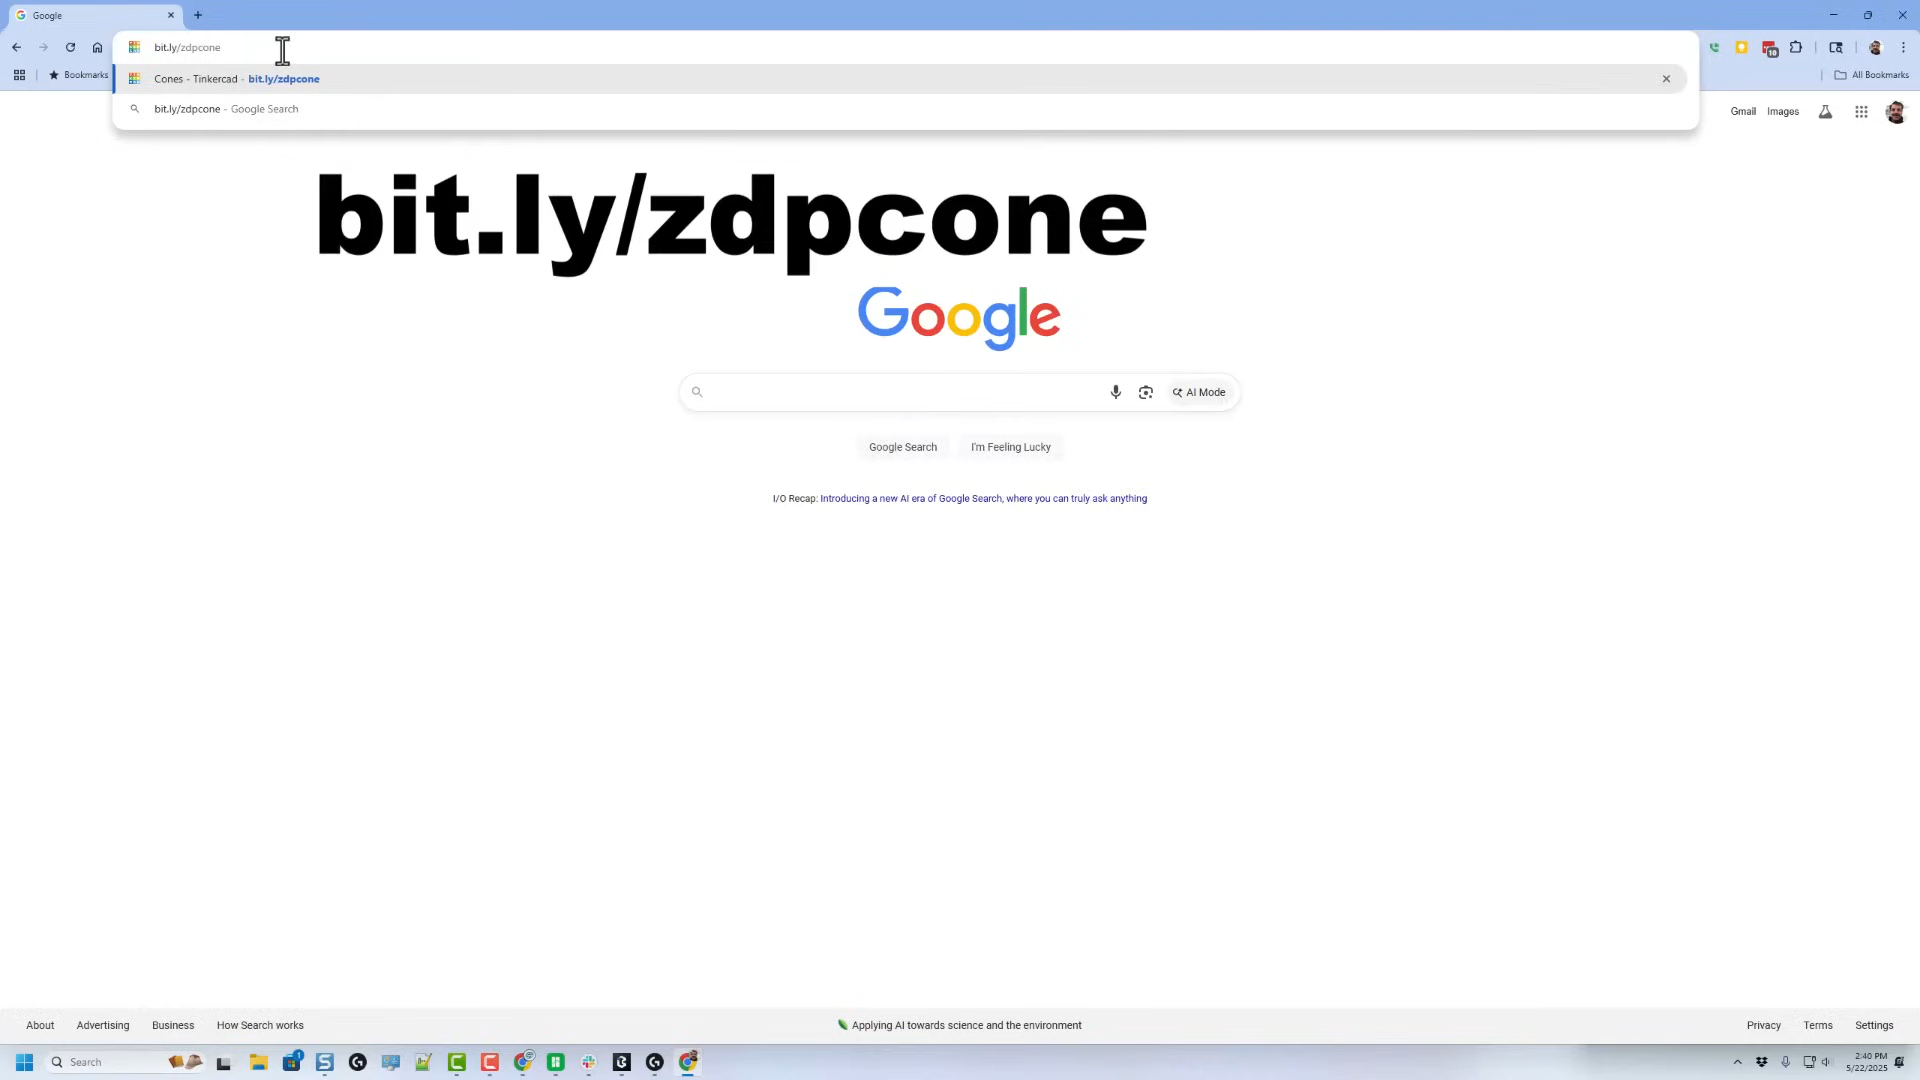 Google
bit.ly/zdpcone
Cones - Tinkercad - bit.ly/zdpcone
bit.ly/zdpcone - Google Search
10
Bookmarks
All Bookmarks
Gmail
Images
bit.ly/zdpcone
Google
AI Mode
Google Search
I'm Feeling Lucky
I/O Recap: Introducing a new AI era of Google Search, where you can truly ask anything
About
Advertising
Business
How Search works
Applying AI towards science and the environment
Privacy
Terms
Settings
Search
1
2:40 PM
5/22/2025